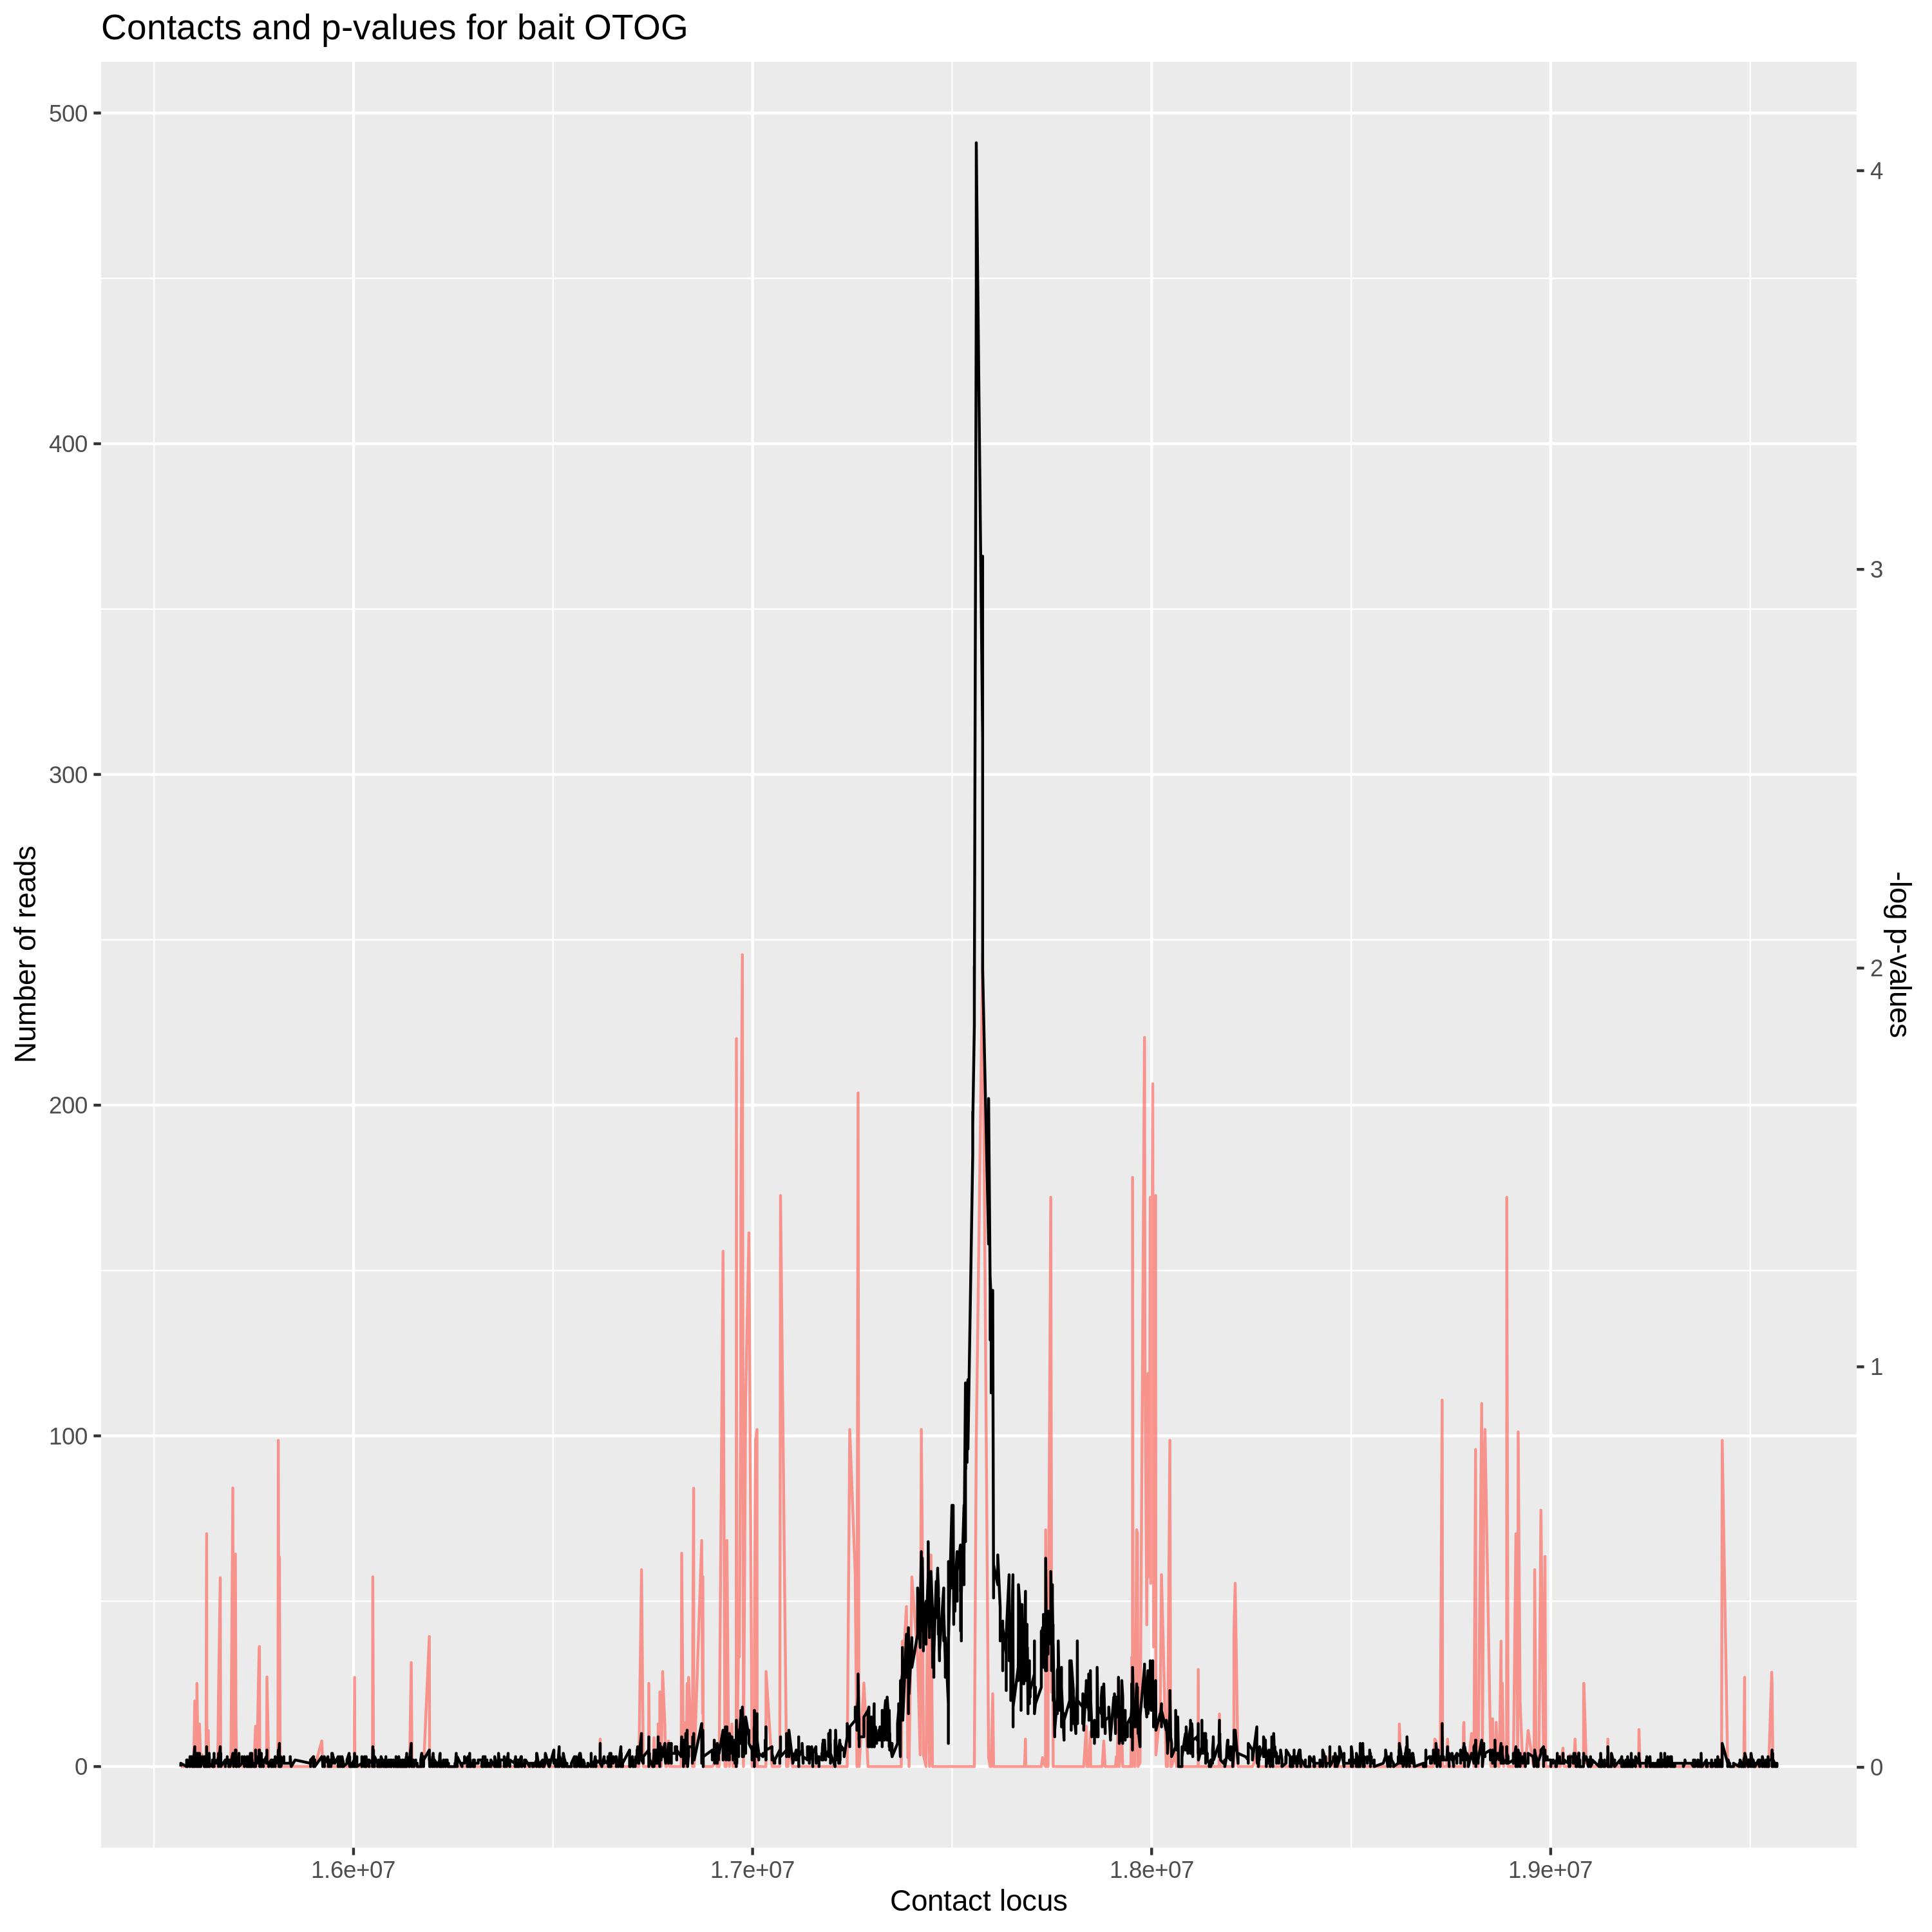 Contacts and p-values for bait OTOG
500
400
300
200
100
0
Number of reads
4
3
2
1
0
-log p-values
1.6e+07
1.7e+07
1.8e+07
1.9e+07
Contact locus